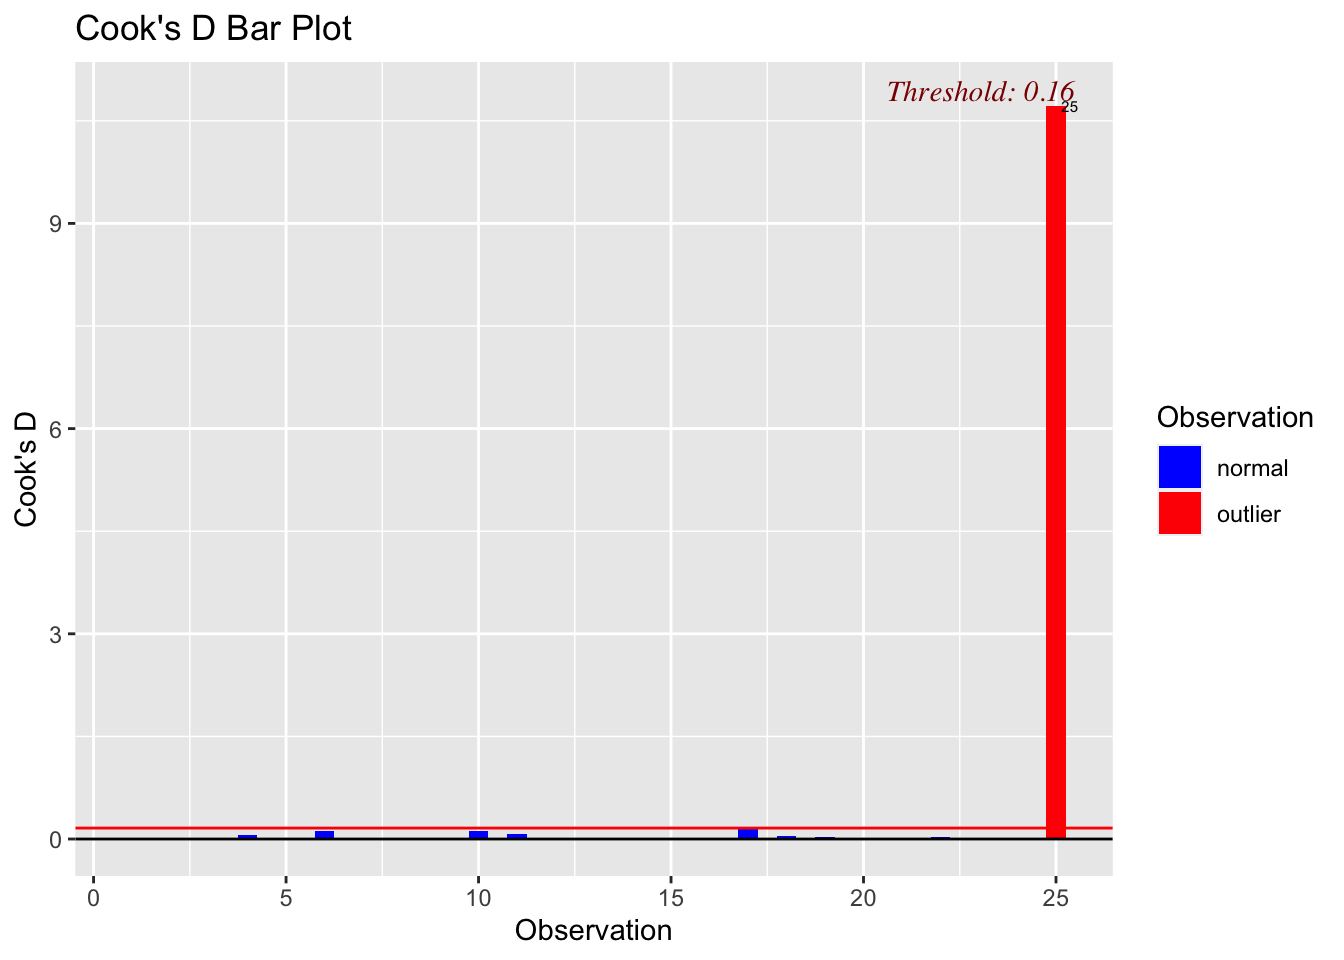 Cook's D Bar Plot
Threshold: 0.16
25
9
6
3
0
Cook's D
0 5 10 15 20 25
Observation
Observation
normal
outlier